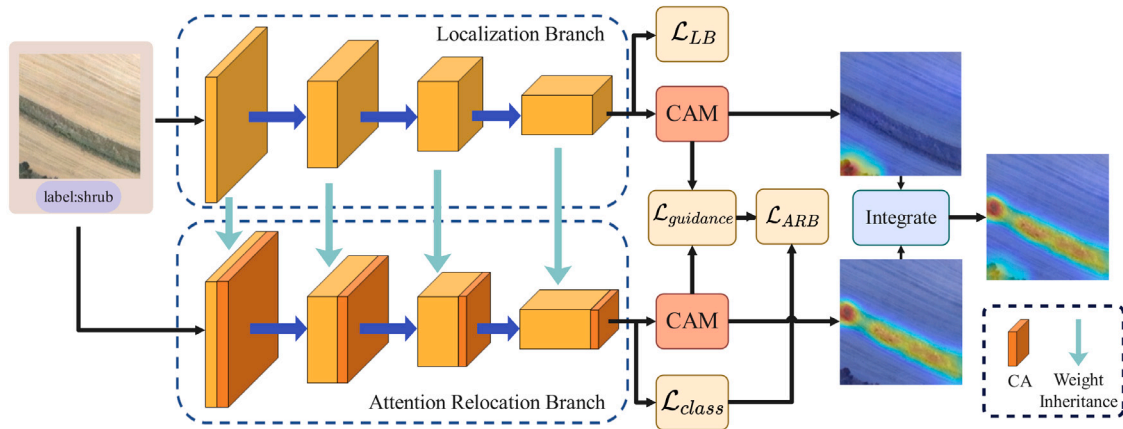 Localization Branch
ℒ_LB
CAM
label:shrub
ℒ_guidance
ℒ_ARB
Integrate
CAM
ℒ_class
Attention Relocation Branch
CA
Weight
Inheritance